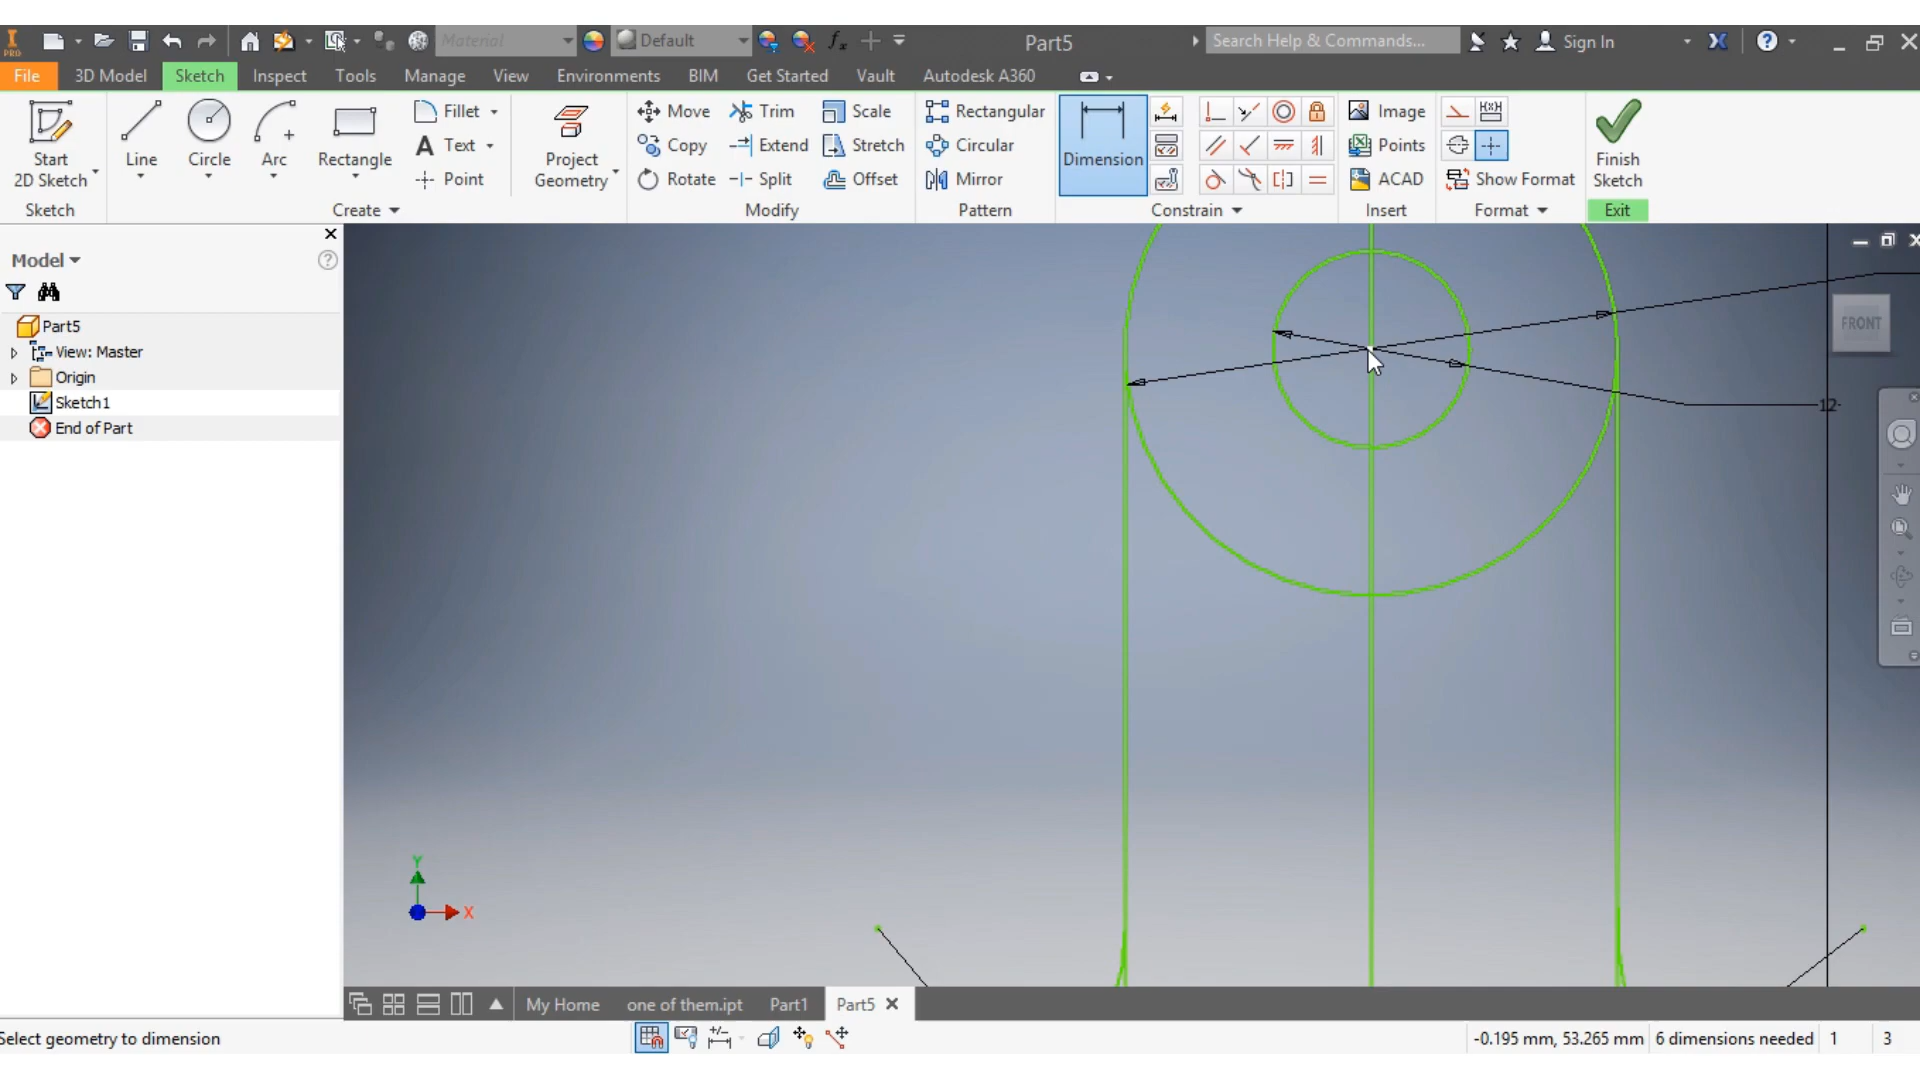 PRO Material Default fx Part5 Search Help & Commands... Sign In
File 3D Model Sketch Inspect Tools Manage View Environments BIM Get Started Vault Autodesk A360
Start 2D Sketch
Line
Circle
Arc
Rectangle
Fillet
Text
Point
Project Geometry
Move Trim Scale
Copy Extend Stretch
Rotate Split Offset
Rectangular
Circular
Mirror
Dimension
Image
Points
ACAD
Show Format
Finish Sketch
Sketch Create Modify Pattern Constrain Insert Format Exit
Model
Part5
View: Master
Origin
Sketch1
End of Part
FRONT
12
Y
X
My Home one of them.ipt Part1 Part5
Select geometry to dimension
-0.195 mm, 53.265 mm 6 dimensions needed 1 3